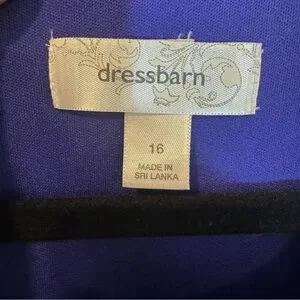 dressbarn
16
MADE IN
SRI LANKA